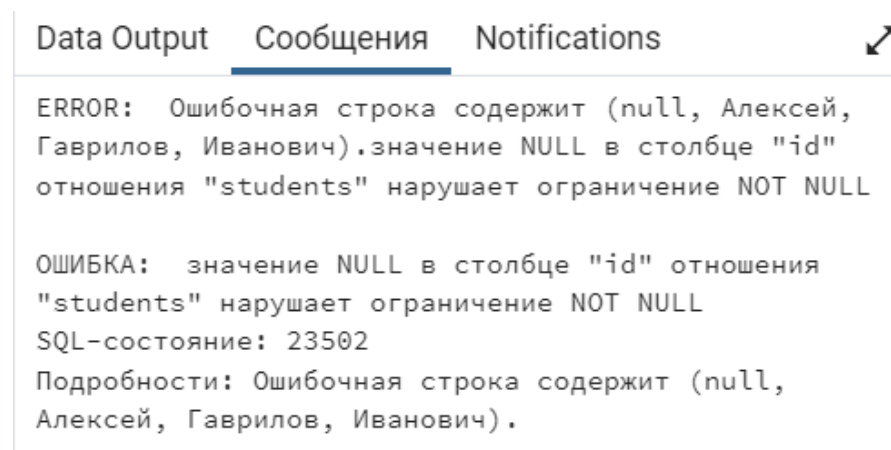 Data Output Сообщения Notifications
ERROR:  Ошибочная строка содержит (null, Алексей,
Гаврилов, Иванович).значение NULL в столбце "id"
отношения "students" нарушает ограничение NOT NULL
ОШИБКА:  значение NULL в столбце "id" отношения
"students" нарушает ограничение NOT NULL
SQL-состояние: 23502
Подробности: Ошибочная строка содержит (null,
Алексей, Гаврилов, Иванович).